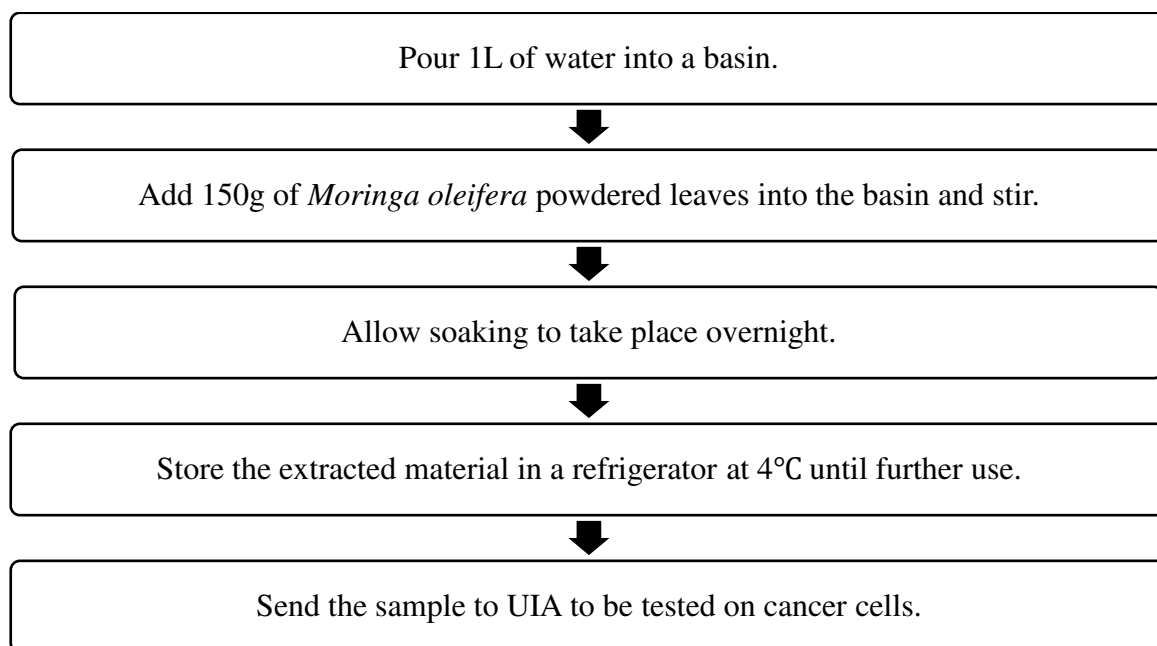 Pour 1L of water into a basin.
Add 150g of Moringa oleifera powdered leaves into the basin and stir.
Allow soaking to take place overnight.
Store the extracted material in a refrigerator at 4℃ until further use.
Send the sample to UIA to be tested on cancer cells.